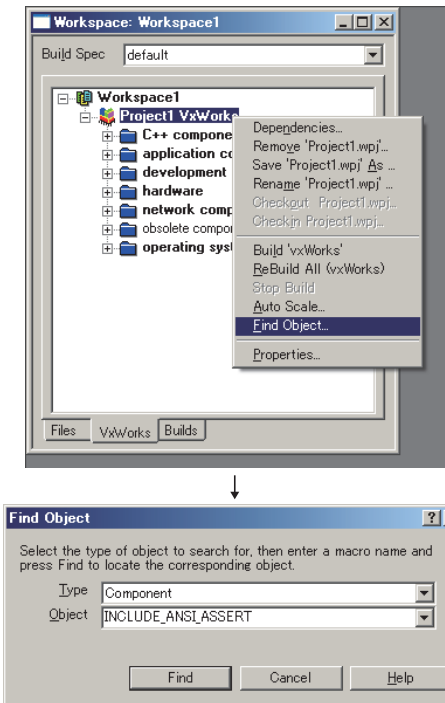 Workspace: Workspace1
Build Spec default
Workspace1
Project1 VxWorks
C++ compone
application co
development
hardware
network comp
obsolete compor
operating syst
Dependencies...
Remove 'Project1.wpj' ...
Save 'Project1.wpj' As ...
Rename 'Project1.wpj' ...
Checkout Project1.wpj...
Checkin Project1.wpj...
Build 'vxWorks'
ReBuild All (vxWorks)
Stop Build
Auto Scale...
Find Object...
Properties...
Files VxWorks Builds
↓
Find Object ?
Select the type of object to search for, then enter a macro name and
press Find to locate the corresponding object.
Type Component
Object INCLUDE_ANSI_ASSERT
Find Cancel Help